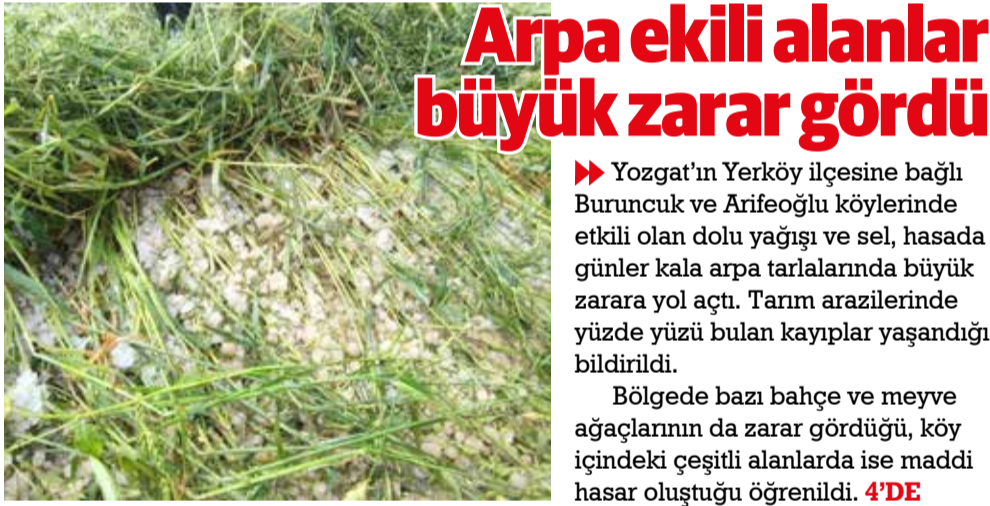 Arpa ekili alanlar
büyük zarar gördü
Yozgat’ın Yerköy ilçesine bağlı
Buruncuk ve Arifeoğlu köylerinde
etkili olan dolu yağışı ve sel, hasada
günler kala arpa tarlalarında büyük
zarara yol açtı. Tarım arazilerinde
yüzde yüzü bulan kayıplar yaşandığı
bildirildi.
Bölgede bazı bahçe ve meyve
ağaçlarının da zarar gördüğü, köy
içindeki çeşitli alanlarda ise maddi
hasar oluştuğu öğrenildi. 4’DE